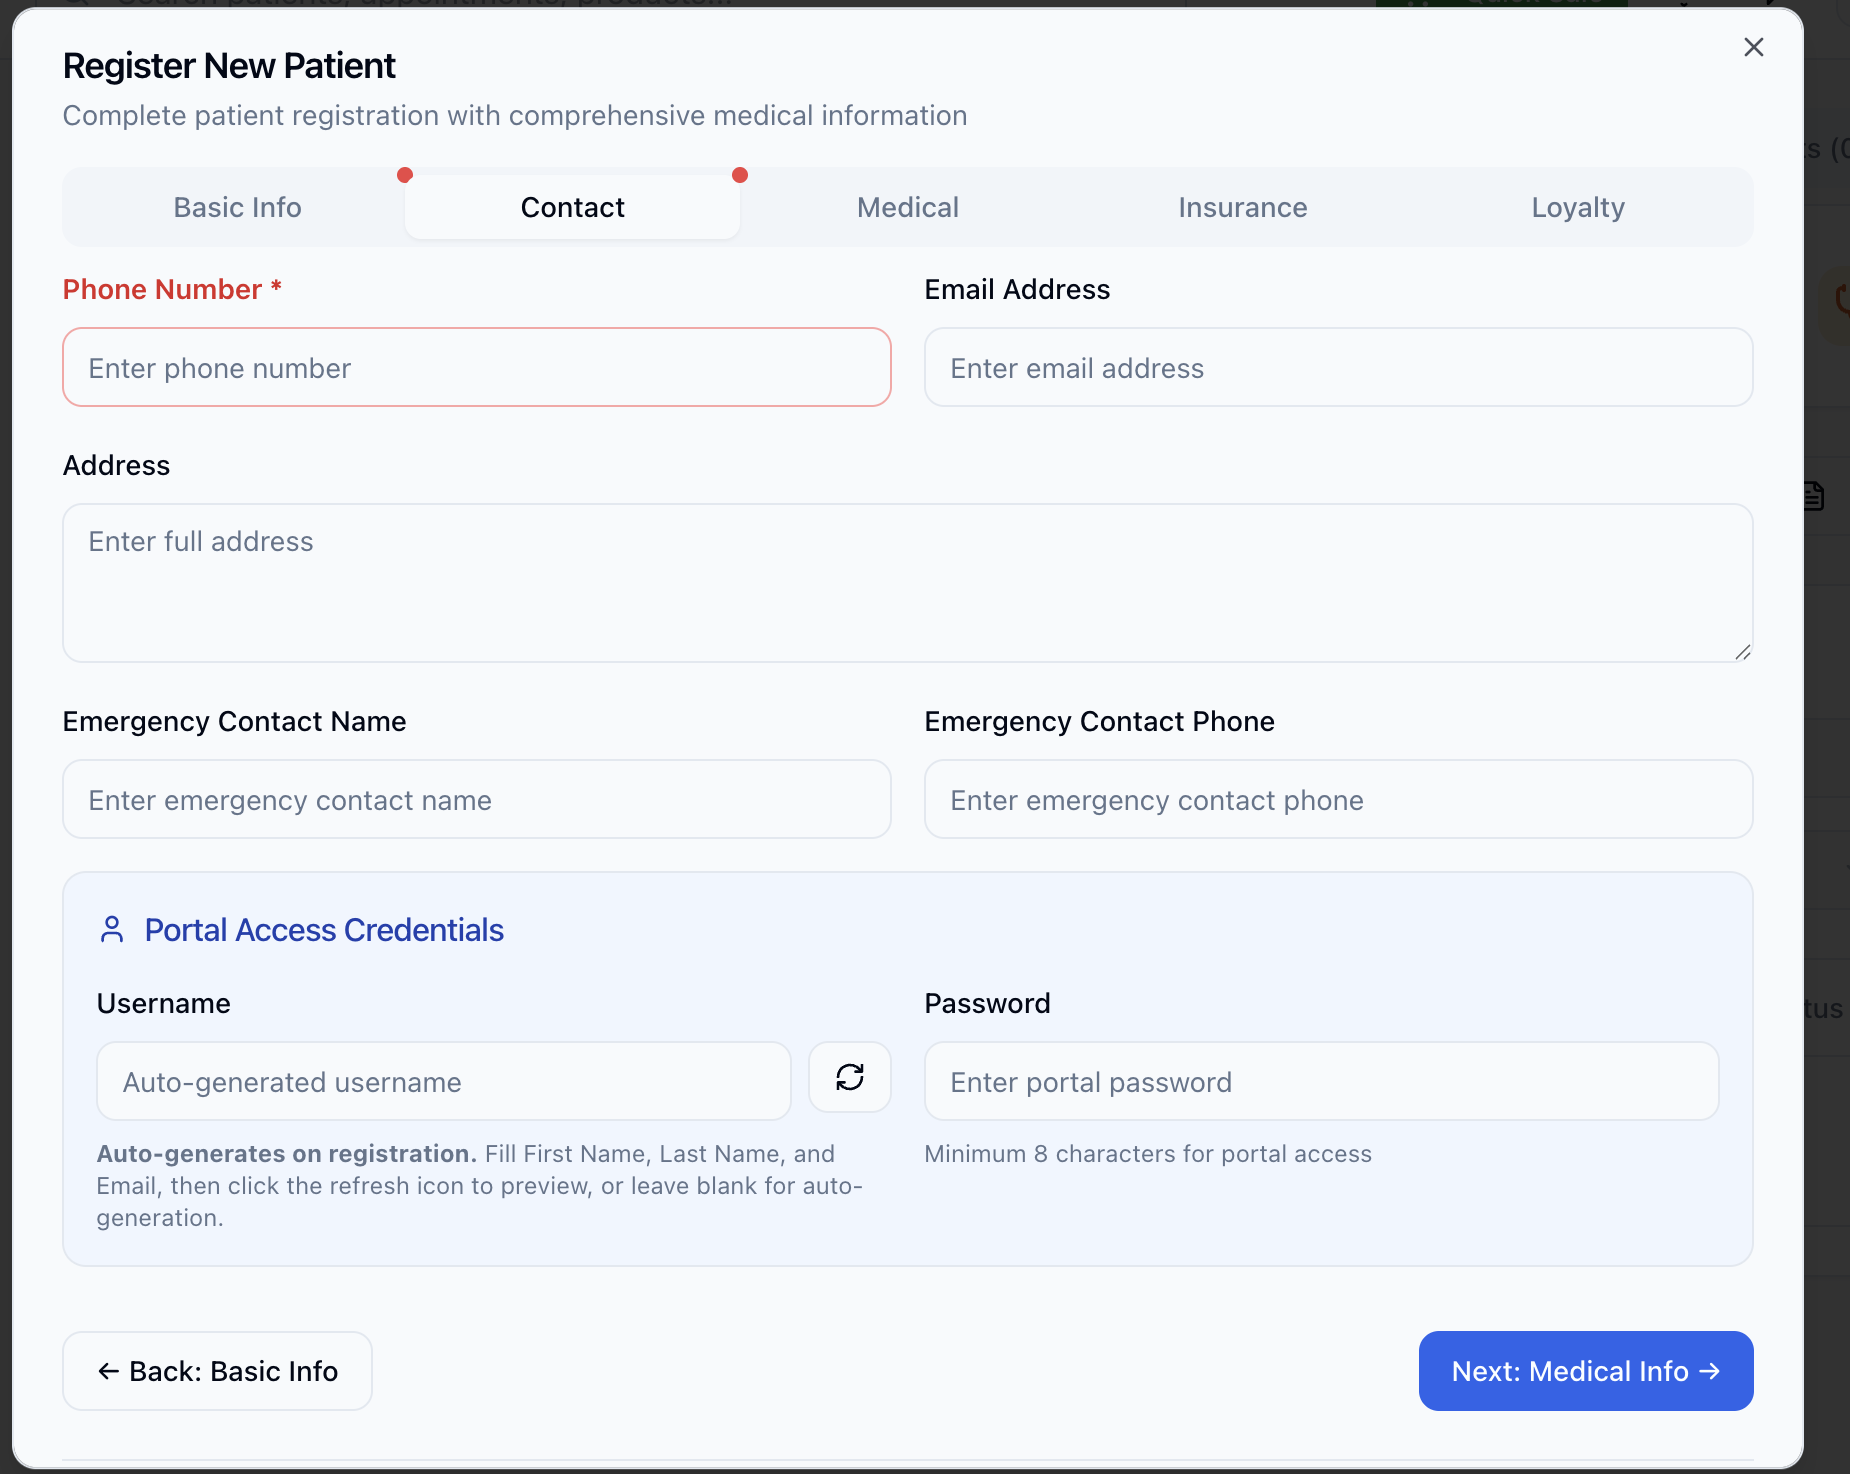 Register New Patient
Complete patient registration with comprehensive medical information
Basic Info
Contact
Medical
Insurance
Loyalty
Phone Number *
Email Address
Enter phone number
Enter email address
Address
Enter full address
Emergency Contact Name
Emergency Contact Phone
Enter emergency contact name
Enter emergency contact phone
Portal Access Credentials
Username
Password
Auto-generated username
Enter portal password
Auto-generates on registration. Fill First Name, Last Name, and
Email, then click the refresh icon to preview, or leave blank for auto-
generation.
Minimum 8 characters for portal access
← Back: Basic Info
Next: Medical Info →